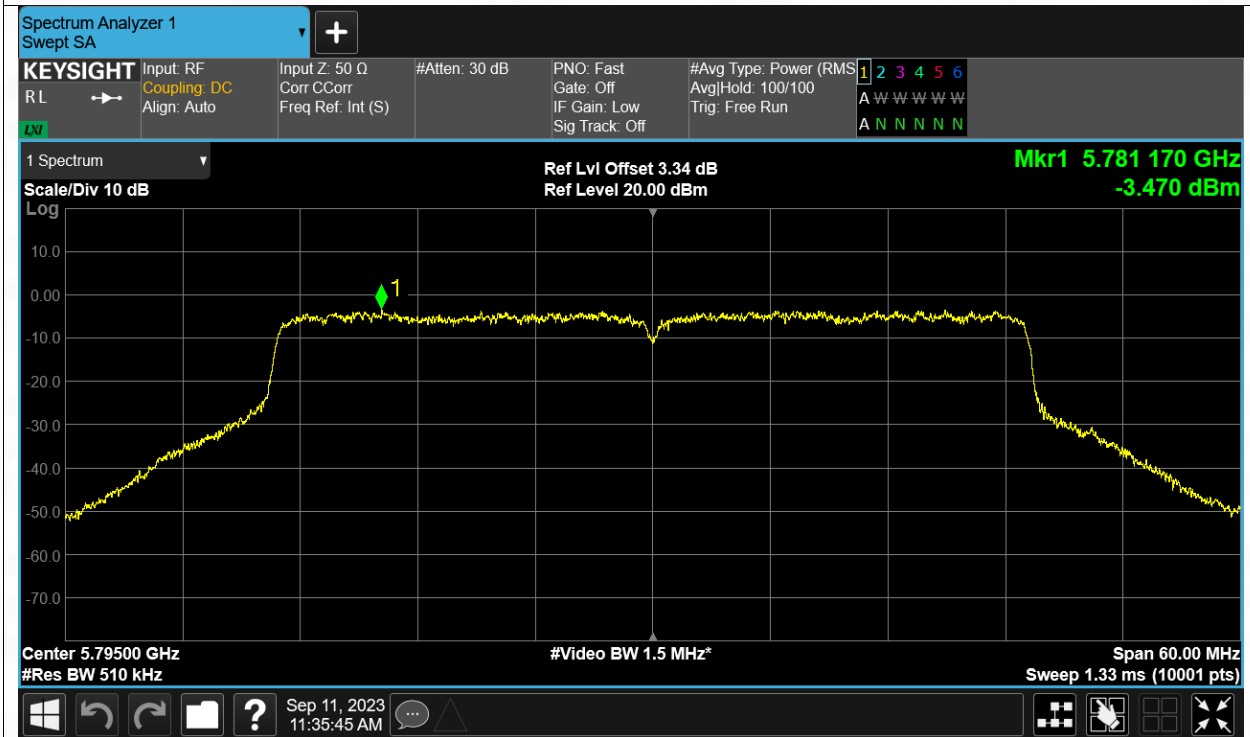 Spectrum Analyzer 1
Swept SA
KEYSIGHT
R L
LXI
Input: RF
Coupling: DC
Align: Auto
Input Z: 50 Ω
Corr CCorr
Freq Ref: Int (S)
#Atten: 30 dB
PNO: Fast
Gate: Off
IF Gain: Low
Sig Track: Off
#Avg Type: Power (RMS
Avg|Hold: 100/100
Trig: Free Run
1 2 3 4 5 6
A W W W W W
A N N N N N
1 Spectrum
Scale/Div 10 dB
Log
Ref Lvl Offset 3.34 dB
Ref Level 20.00 dBm
Mkr1 5.781 170 GHz
-3.470 dBm
10.0
0.00
-10.0
-20.0
-30.0
-40.0
-50.0
-60.0
-70.0
1
Center 5.79500 GHz
#Res BW 510 kHz
#Video BW 1.5 MHz*
Span 60.00 MHz
Sweep 1.33 ms (10001 pts)
?
Sep 11, 2023
11:35:45 AM